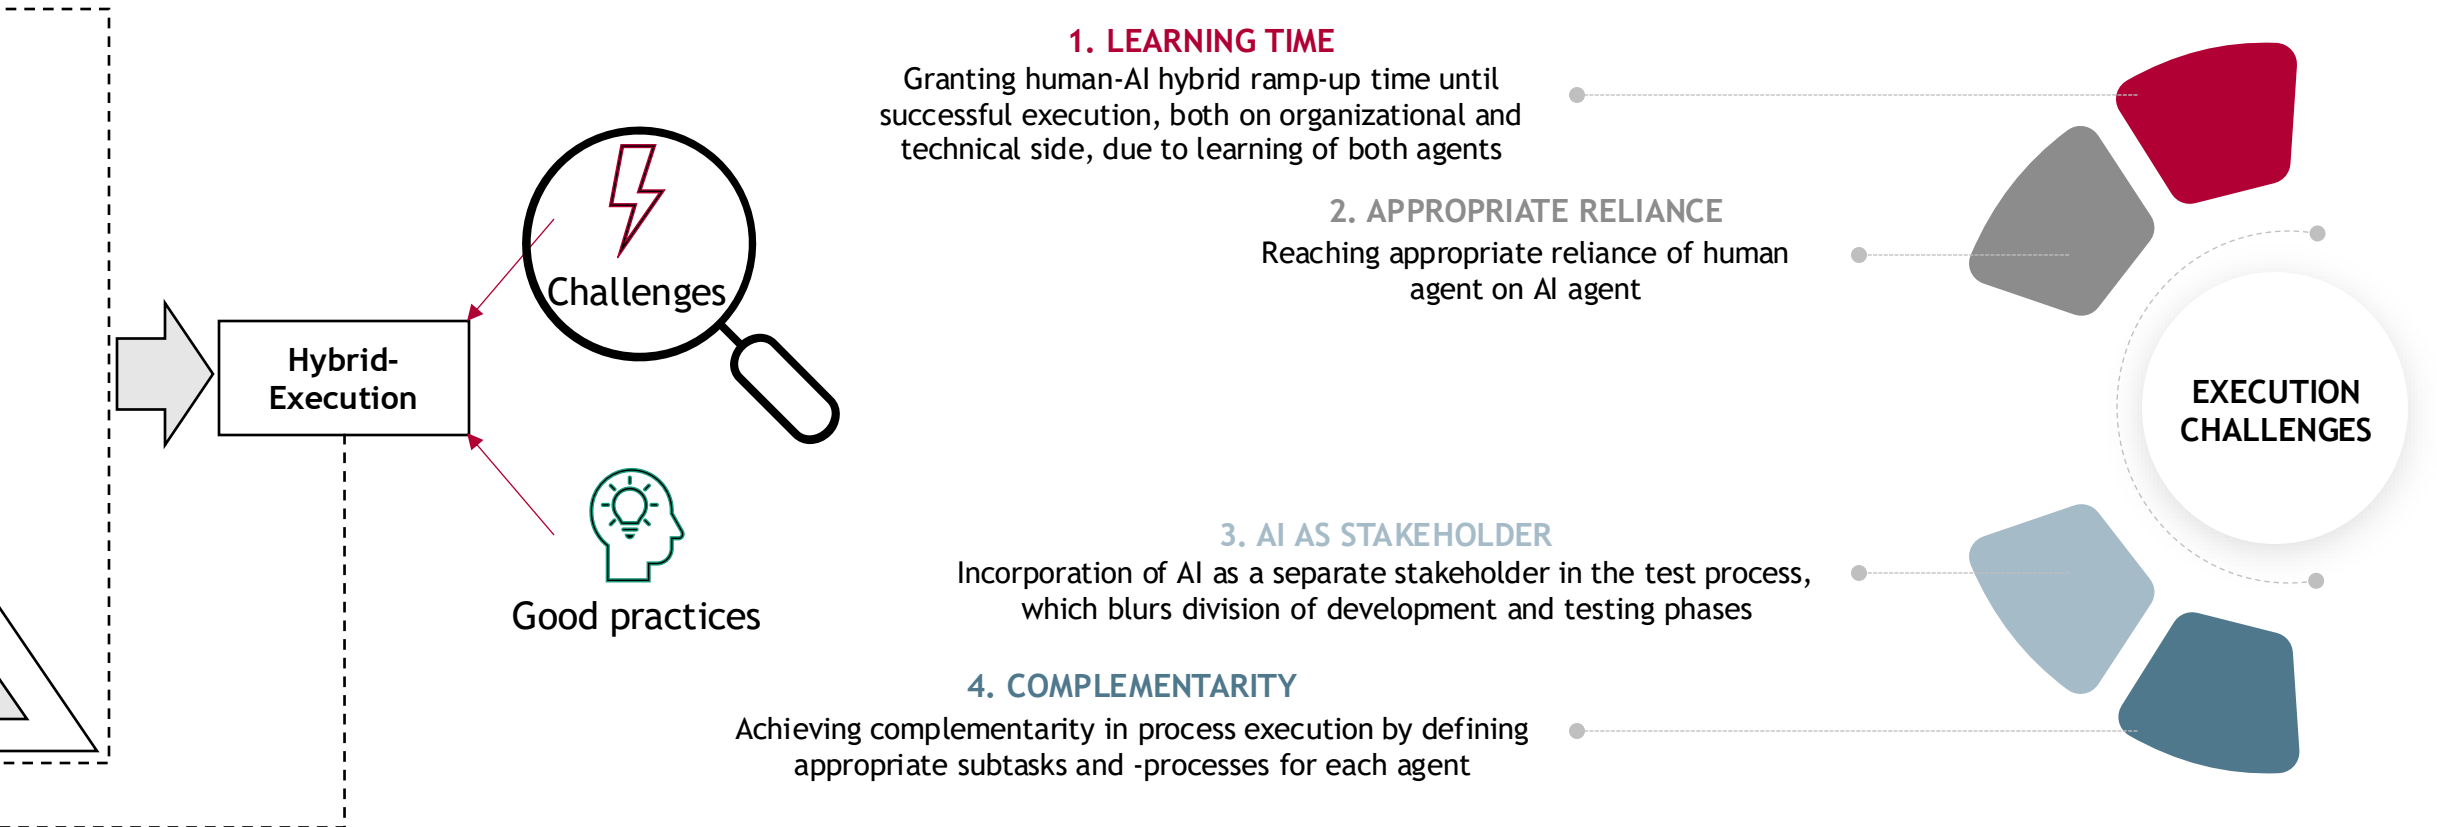 Hybrid-
Execution
Challenges
Good practices
1. LEARNING TIME
Granting human-AI hybrid ramp-up time until
successful execution, both on organizational and
technical side, due to learning of both agents
2. APPROPRIATE RELIANCE
Reaching appropriate reliance of human
agent on AI agent
3. AI AS STAKEHOLDER
Incorporation of AI as a separate stakeholder in the test process,
which blurs division of development and testing phases
4. COMPLEMENTARITY
Achieving complementarity in process execution by defining
appropriate subtasks and -processes for each agent
EXECUTION
CHALLENGES